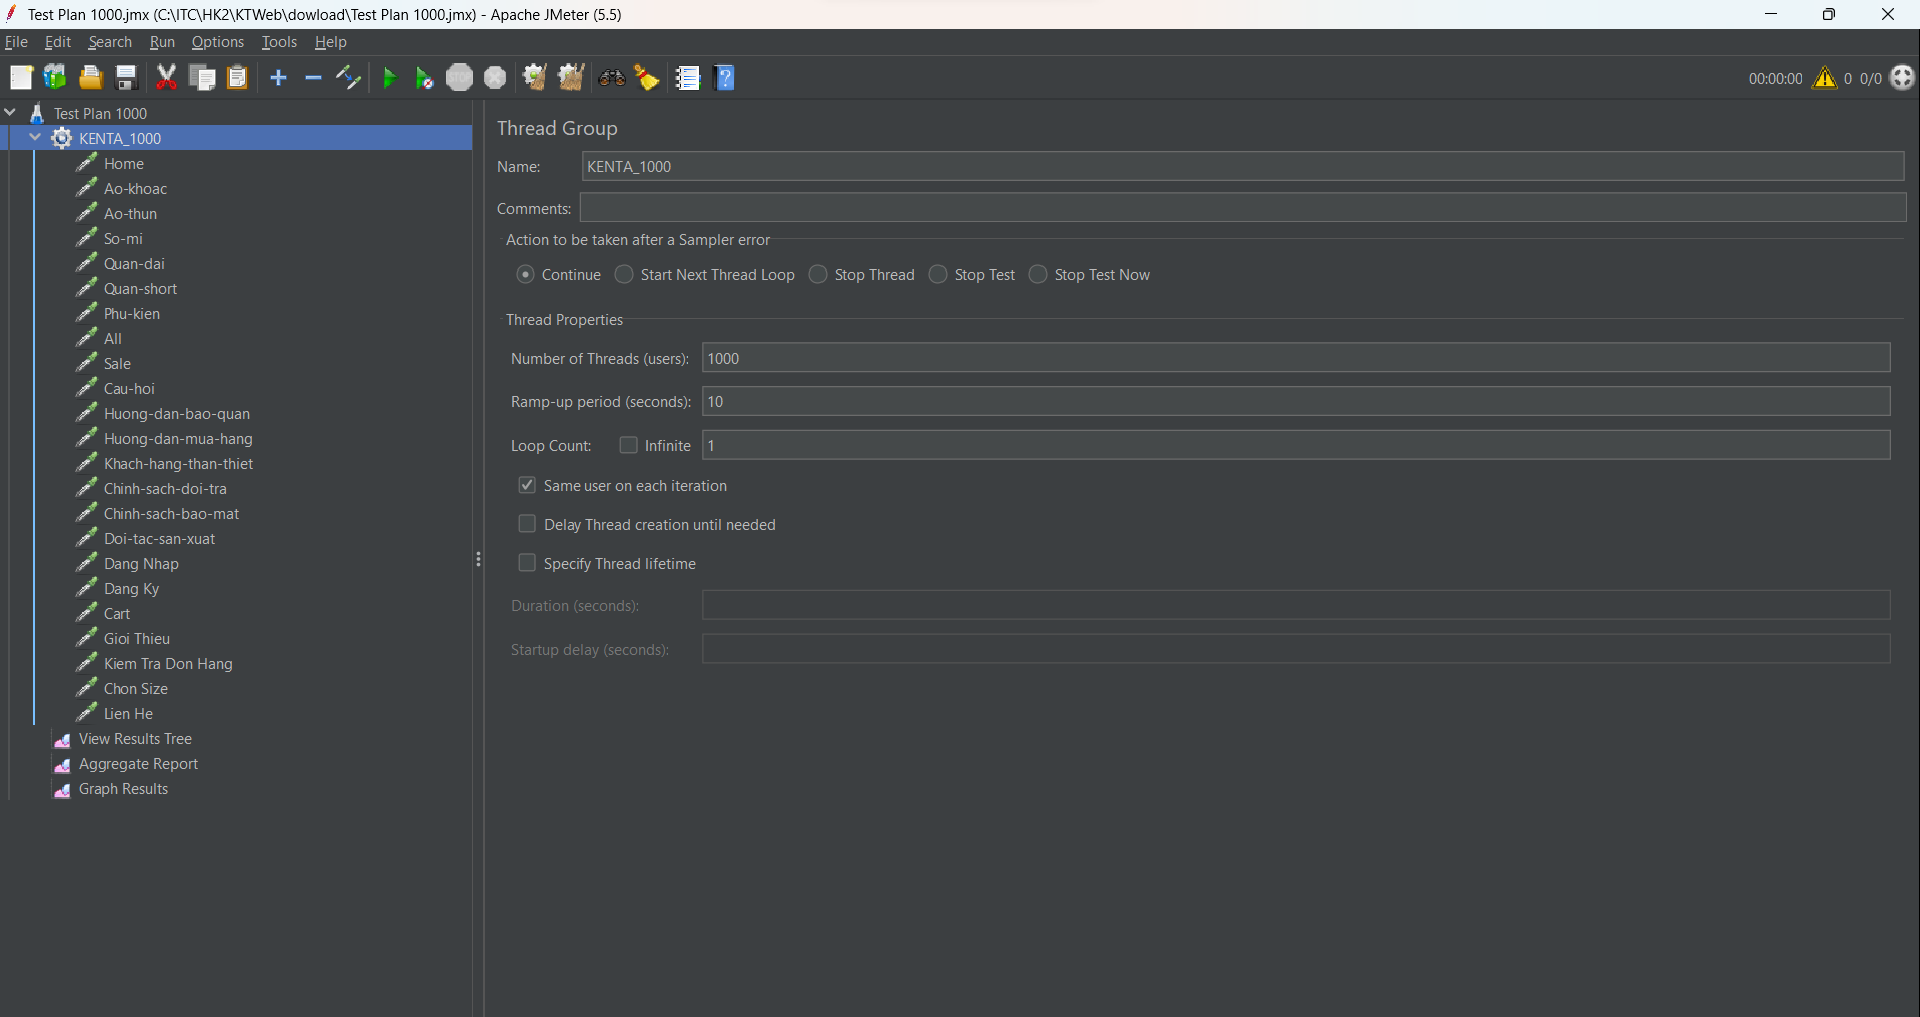 Test Plan 1000.jmx (C:\ITC\HK2\KTWeb\dowload\Test Plan 1000.jmx) - Apache JMeter (5.5)
File Edit Search Run Options Tools Help
STOP
00:00:00 0 0/0
Test Plan 1000
KENTA_1000
Home
Ao-khoac
Ao-thun
So-mi
Quan-dai
Quan-short
Phu-kien
All
Sale
Cau-hoi
Huong-dan-bao-quan
Huong-dan-mua-hang
Khach-hang-than-thiet
Chinh-sach-doi-tra
Chinh-sach-bao-mat
Doi-tac-san-xuat
Dang Nhap
Dang Ky
Cart
Gioi Thieu
Kiem Tra Don Hang
Chon Size
Lien He
View Results Tree
Aggregate Report
Graph Results
Thread Group
Name: KENTA_1000
Comments:
Action to be taken after a Sampler error
Continue Start Next Thread Loop Stop Thread Stop Test Stop Test Now
Thread Properties
Number of Threads (users): 1000
Ramp-up period (seconds): 10
Loop Count: Infinite 1
Same user on each iteration
Delay Thread creation until needed
Specify Thread lifetime
Duration (seconds):
Startup delay (seconds):